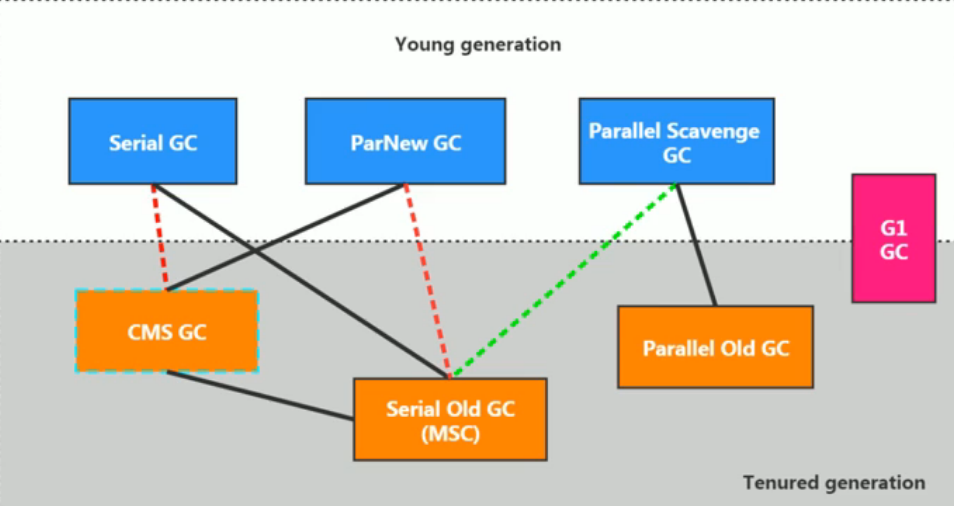 Young generation
Serial GC
ParNew GC
Parallel Scavenge
GC
G1
GC
CMS GC
Parallel Old GC
Serial Old GC
(MSC)
Tenured generation